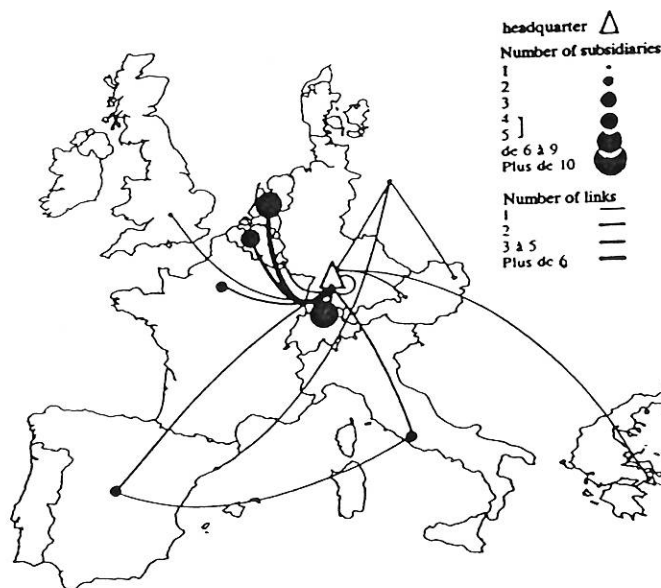 headquarter
Number of subsidiaries
1
2
3
4
5
de 6 à 9
Plus de 10
Number of links
1
2
3 à 5
Plus de 6